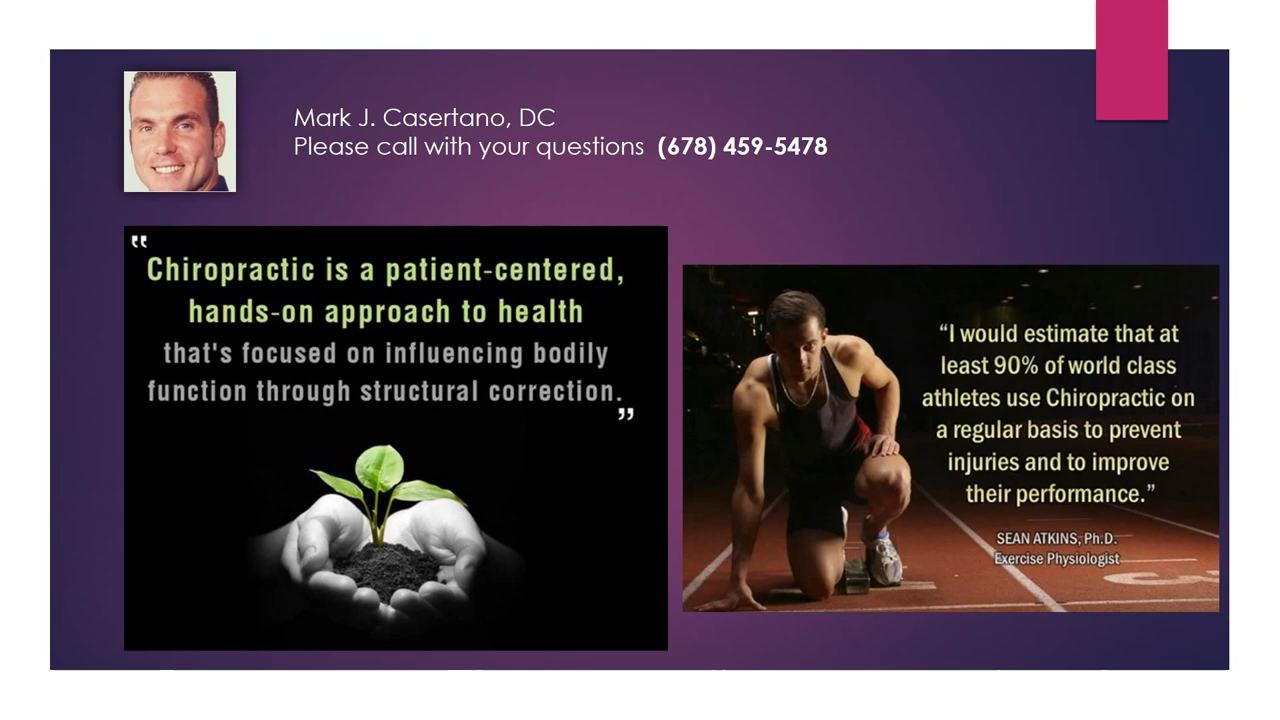 Mark J. Casertano, DC
Please call with your questions (678) 459-5478
"
Chiropractic is a patient-centered,
hands-on approach to health
that's focused on influencing bodily
function through structural correction.
"
“I would estimate that at
least 90% of world class
athletes use Chiropractic on
a regular basis to prevent
injuries and to improve
their performance.”
SEAN ATKINS, Ph.D.
Exercise Physiologist